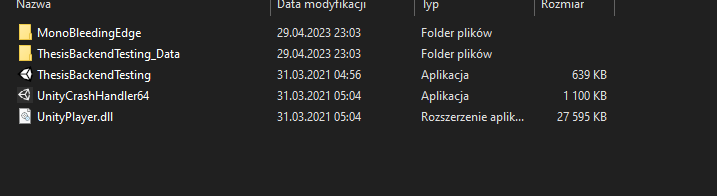 Nazwa Data modyfikacji Typ Rozmiar
MonoBleedingEdge 29.04.2023 23:03 Folder plików
ThesisBackendTesting_Data 29.04.2023 23:03 Folder plików
ThesisBackendTesting 31.03.2021 04:56 Aplikacja 639 KB
UnityCrashHandler64 31.03.2021 05:04 Aplikacja 1 100 KB
UnityPlayer.dll 31.03.2021 05:04 Rozszerzenie aplik... 27 595 KB